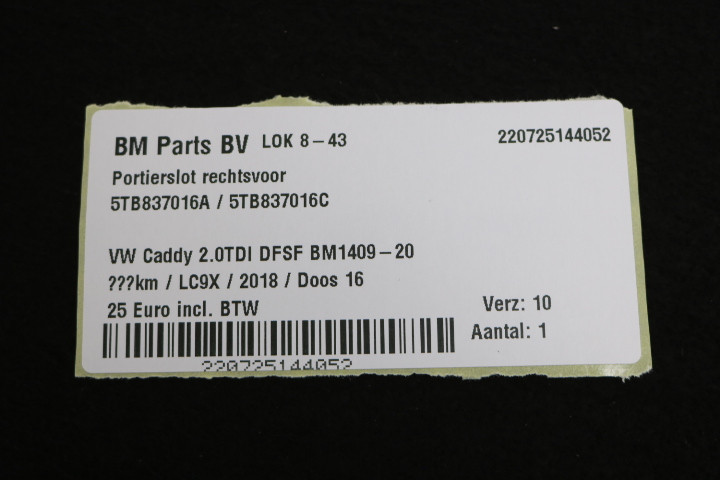 BM Parts BV LOK 8-43 220725144052
Portierslot rechtsvoor
5TB837016A / 5TB837016C
VW Caddy 2.0TDI DFSF BM1409-20
???km / LC9X / 2018 / Doos 16
25 Euro incl. BTW Verz: 10
Aantal: 1
220725144052